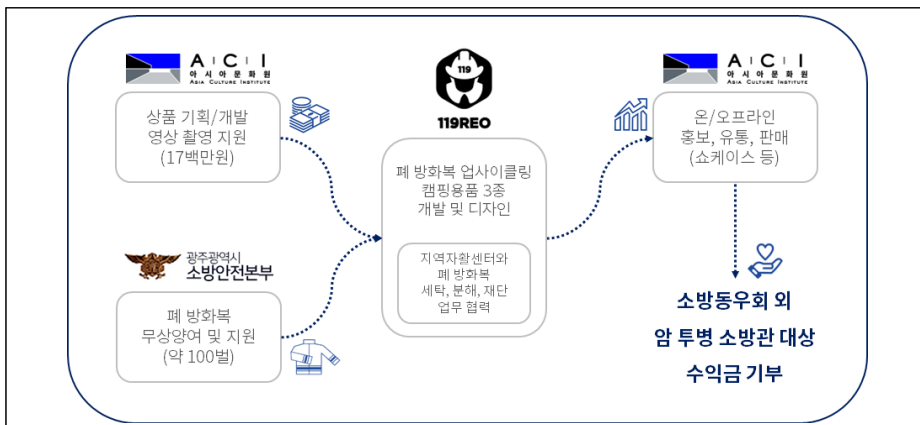 A C I
아시아문화원
ASIA CULTURE INSTITUTE
상품 기획/개발
영상 촬영 지원
(17백만원)
광주광역시
소방안전본부
폐 방화복
무상양여 및 지원
(약 100벌)
119
119REO
폐 방화복 업사이클링
캠핑용품 3종
개발 및 디자인
지역자활센터와
폐 방화복
세탁, 분해, 재단
업무 협력
A C I
아시아문화원
ASIA CULTURE INSTITUTE
온/오프라인
홍보, 유통, 판매
(쇼케이스 등)
소방동우회 외
암 투병 소방관 대상
수익금 기부